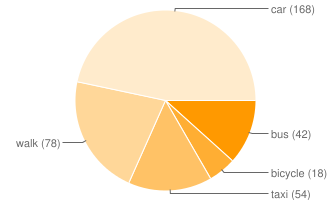 car (168)
bus (42)
bicycle (18)
taxi (54)
walk (78)